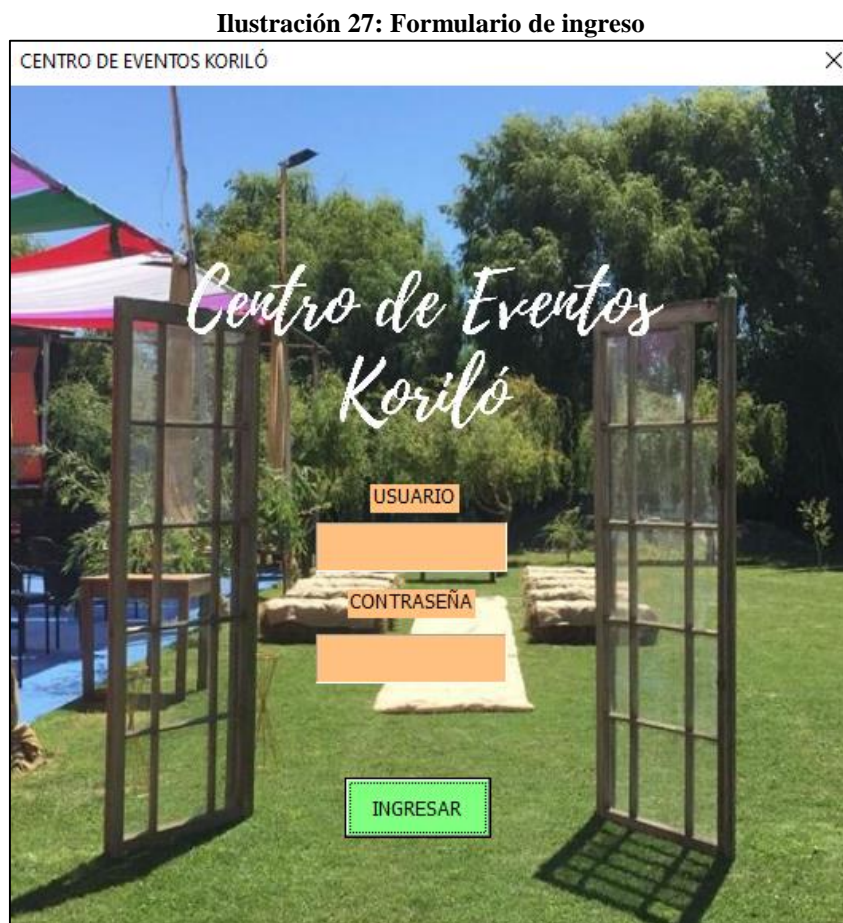 Ilustración 27: Formulario de ingreso
CENTRO DE EVENTOS KORILÓ
Centro de Eventos
Koriló
USUARIO
CONTRASEÑA
INGRESAR